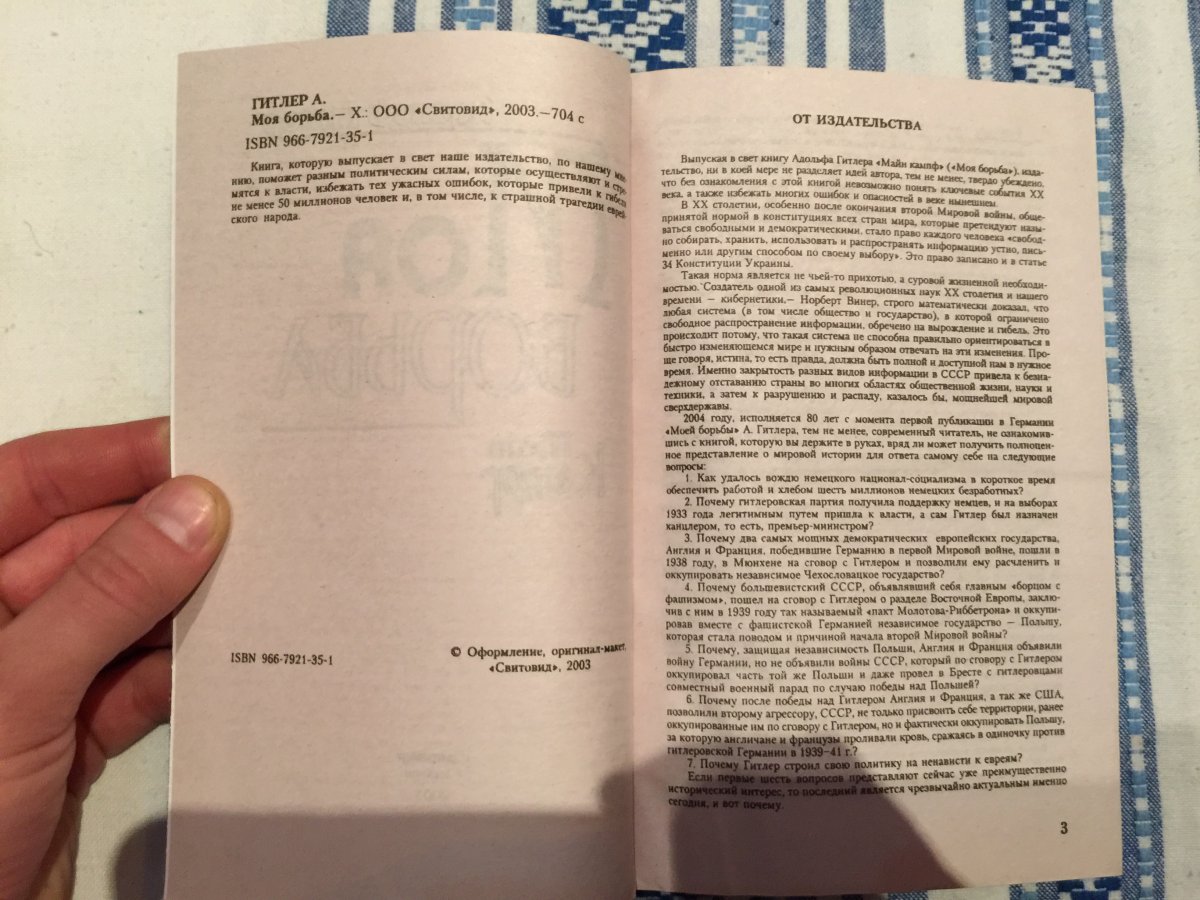 ГИТЛЕР А.
Моя борьба.— Х.: ООО «Свитовид», 2003.—704 с
ISBN 966-7921-35-1
Книга, которую выпускает в свет наше издательство, по нашему мне-
нию, поможет разным политическим силам, которые осуществляют и стре-
мятся к власти, избежать тех ужасных ошибок, которые привели к гибели
не менее 50 миллионов человек и, в том числе, к страшной трагедии еврей-
ского народа.
ISBN 966-7921-35-1
© Оформление, оригинал-макет,
«Свитовид», 2003
ОТ ИЗДАТЕЛЬСТВА
Выпуская в свет книгу Адольфа Гитлера «Майн кампф» («Моя борьба»), изда-
тельство, ни в коей мере не разделяет идей автора, тем не менее, твердо убеждено,
что без ознакомления с этой книгой невозможно понять ключевые события XX
века, а также избежать многих ошибок и опасностей в веке нынешнем.
В XX столетии, особенно после окончания второй Мировой войны, обще-
принятой нормой в конституциях всех стран мира, которые претендуют назы-
ваться свободными и демократическими, стало право каждого человека «свобод-
но собирать, хранить, использовать и распространять информацию устно, пись-
менно или другим способом по своему выбору». Это право записано и в статье
34 Конституции Украины.
Такая норма является не чьей-то прихотью, а суровой жизненной необходи-
мостью. Создатель одной из самых революционных наук XX столетия и нашего
времени — кибернетики,— Норберт Винер, строго математически доказал, что
любая система (в том числе общество и государство), в которой ограничено
свободное распространение информации, обречено на вырождение и гибель. Это
происходит потому, что такая система не способна правильно ориентироваться в
быстро изменяющемся мире и нужным образом отвечать на эти изменения. Про-
ще говоря, истина, то есть правда, должна быть полной и доступной нам в нужное
время. Именно закрытость разных видов информации в СССР привела к безна-
дежному отставанию страны во многих областях общественной жизни, науки и
техники, а затем к разрушению и распаду, казалось бы, мощнейшей мировой
сверхдержавы.
2004 году, исполняется 80 лет с момента первой публикации в Германии
«Моей борьбы» А. Гитлера, тем не менее, современный читатель, не ознакомив-
шись с книгой, которую вы держите в руках, вряд ли может получить полноцен-
ное представление о мировой истории для ответа самому себе на следующие
вопросы:
1. Как удалось вождю немецкого национал-социализма в короткое время
обеспечить работой и хлебом шесть миллионов немецких безработных?
2. Почему гитлеровская партия получила поддержку немцев, и на выборах
1933 года легитимным путем пришла к власти, а сам Гитлер был назначен
канцлером, то есть, премьер-министром?
3. Почему два самых мощных демократических европейских государства,
Англия и Франция, победившие Германию в первой Мировой войне, пошли в
1938 году, в Мюнхене на сговор с Гитлером и позволили ему расчленить и
оккупировать независимое Чехословацкое государство?
4. Почему большевистский СССР, объявлявший себя главным «борцом с
фашизмом», пошел на сговор с Гитлером о разделе Восточной Европы, заклю-
чив с ним в 1939 году так называемый «пакт Молотова-Риббетрона» и оккупи-
ровав вместе с фашистской Германией независимое государство — Польшу,
которая стала поводом и причиной начала второй Мировой войны?
5. Почему, защищая независимость Польши, Англия и Франция объявили
войну Германии, но не объявили войны СССР, который по сговору с Гитлером
оккупировал часть той же Польши и даже провел в Бресте с гитлеровцами
совместный военный парад по случаю победы над Польшей?
6. Почему после победы над Гитлером Англия и Франция, а так же США,
позволили второму агрессору, СССР, не только присвоить себе территории, ранее
оккупированные им по сговору с Гитлером, но и фактически оккупировать Польшу,
за которую англичане и французы проливали кровь, сражаясь в одиночку против
гитлеровской Германии в 1939—41 г.?
7. Почему Гитлер строил свою политику на ненависти к евреям?
Если первые шесть вопросов представляют сейчас уже преимущественно
исторический интерес, то последний является чрезвычайно актуальным именно
сегодня, и вот почему.
3